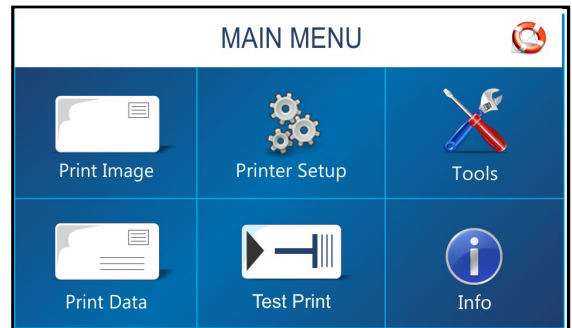 MAIN MENU
Print Image
Printer Setup
Tools
Print Data
Test Print
Info